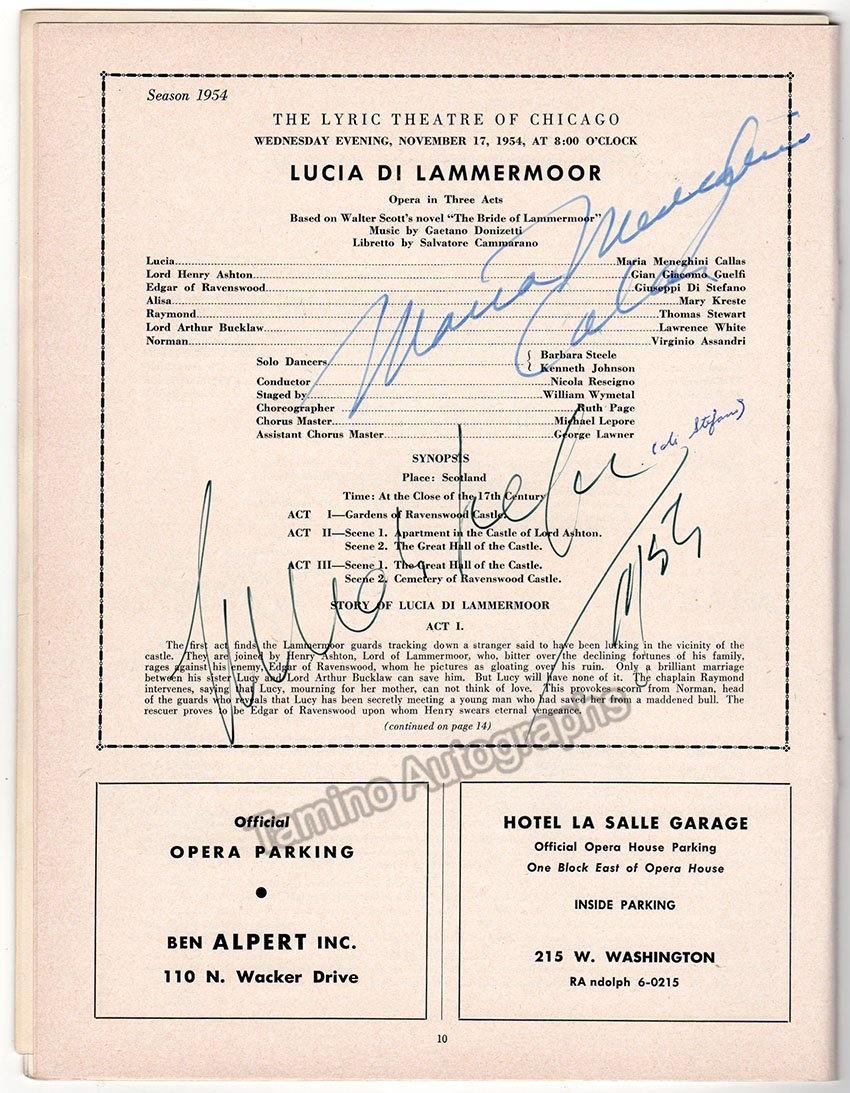 Season 1954
THE LYRIC THEATRE OF CHICAGO
WEDNESDAY EVENING, NOVEMBER 17, 1954, AT 8:00 O'CLOCK
LUCIA DI LAMMERMOOR
Opera in Three Acts
Based on Walter Scott's novel "The Bride of Lammermoor"
Music by Gaetano Donizetti
Libretto by Salvatore Cammarano
Lucia Maria Meneghini Callas
Lord Henry Ashton Gian Giacomo Guelfi
Edgar of Ravenswood Giuseppi Di Stefano
Alisa Mary Kreste
Raymond Thomas Stewart
Lord Arthur Bucklaw Lawrence White
Norman Virginio Assandri
Solo Dancers { Barbara Steele
Kenneth Johnson
Conductor Nicola Rescigno
Staged by William Wymetal
Choreographer Ruth Page
Chorus Master Michael Lepore
Assistant Chorus Master George Lawner
Maria Meneghini
Callas
(di Stefano)
SYNOPSIS
Place: Scotland
Time: At the Close of the 17th Century
ACT I—Gardens of Ravenswood Castle.
ACT II—Scene 1. Apartment in the Castle of Lord Ashton.
Scene 2. The Great Hall of the Castle.
ACT III—Scene 1. The Great Hall of the Castle.
Scene 2. Cemetery of Ravenswood Castle.
STORY OF LUCIA DI LAMMERMOOR
ACT I.
The first act finds the Lammermoor guards tracking down a stranger said to have been lurking in the vicinity of the
castle. They are joined by Henry Ashton, Lord of Lammermoor, who, bitter over the declining fortunes of his family,
rages against his enemy, Edgar of Ravenswood, whom he pictures as gloating over his ruin. Only a brilliant marriage
between his sister Lucy and Lord Arthur Bucklaw can save him. But Lucy will have none of it. The chaplain Raymond
intervenes, saying that Lucy, mourning for her mother, can not think of love. This provokes scorn from Norman, head
of the guards who reveals that Lucy has been secretly meeting a young man who had saved her from a maddened bull. The
rescuer proves to be Edgar of Ravenswood upon whom Henry swears eternal vengeance.
(continued on page 14)
Tamino Autographs
Official
OPERA PARKING
BEN ALPERT INC.
110 N. Wacker Drive
HOTEL LA SALLE GARAGE
Official Opera House Parking
One Block East of Opera House
INSIDE PARKING
215 W. WASHINGTON
RA ndolph 6-0215
10